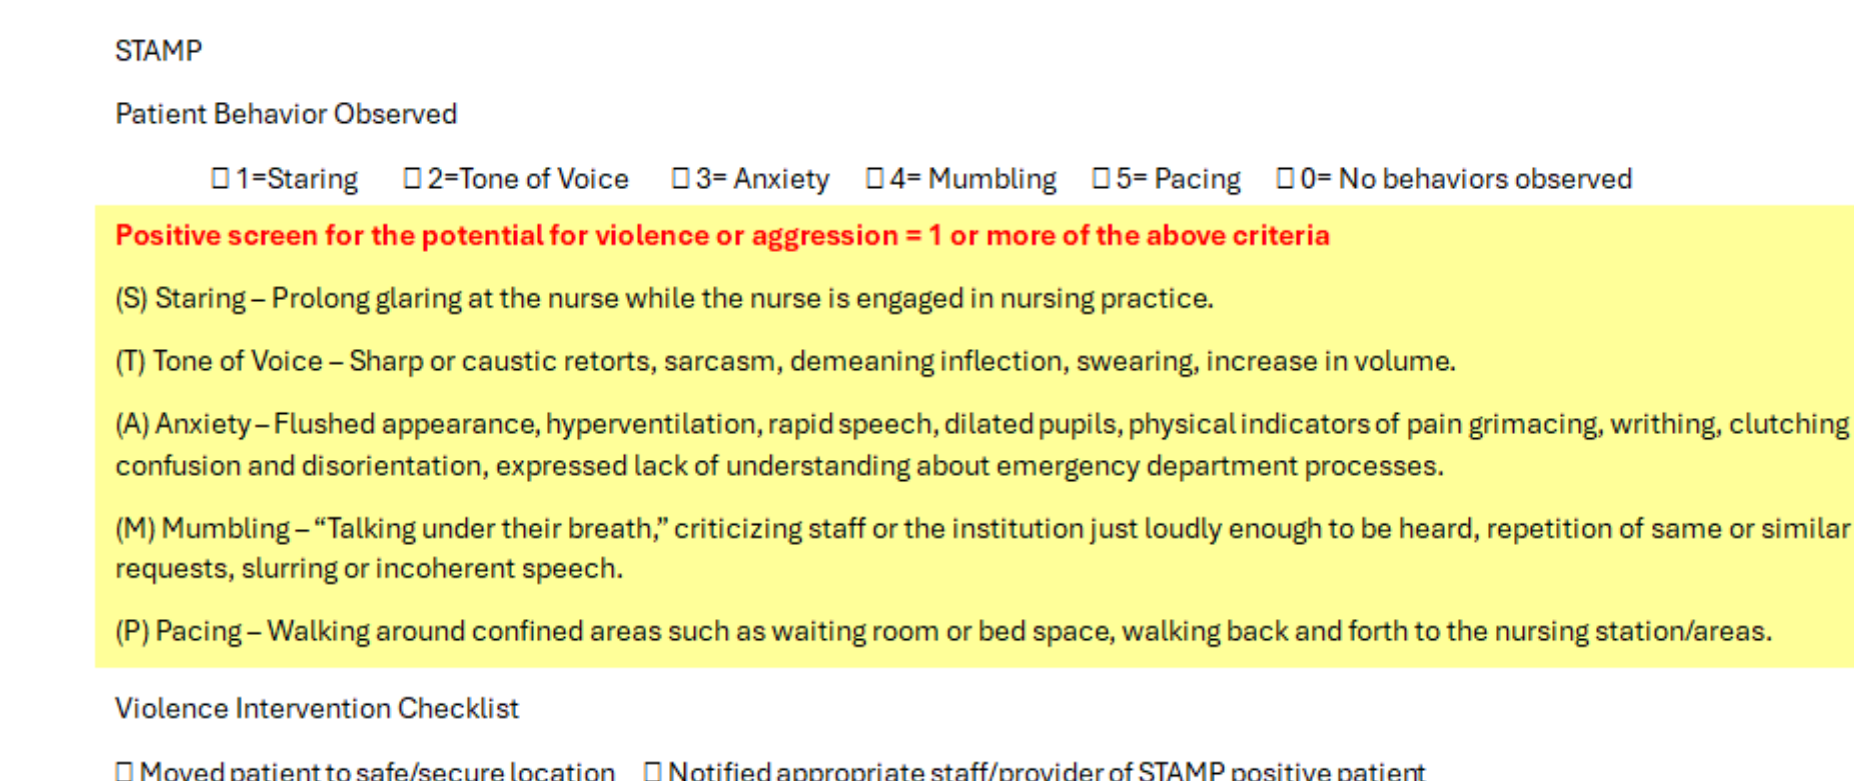 STAMP
Patient Behavior Observed
☐ 1=Staring ☐ 2=Tone of Voice ☐ 3= Anxiety ☐ 4= Mumbling ☐ 5= Pacing ☐ 0= No behaviors observed
Positive screen for the potential for violence or aggression = 1 or more of the above criteria
(S) Staring – Prolong glaring at the nurse while the nurse is engaged in nursing practice.
(T) Tone of Voice – Sharp or caustic retorts, sarcasm, demeaning inflection, swearing, increase in volume.
(A) Anxiety – Flushed appearance, hyperventilation, rapid speech, dilated pupils, physical indicators of pain grimacing, writhing, clutching
confusion and disorientation, expressed lack of understanding about emergency department processes.
(M) Mumbling – “Talking under their breath,” criticizing staff or the institution just loudly enough to be heard, repetition of same or similar
requests, slurring or incoherent speech.
(P) Pacing – Walking around confined areas such as waiting room or bed space, walking back and forth to the nursing station/areas.
Violence Intervention Checklist
☐ Moved patient to safe/secure location ☐ Notified appropriate staff/provider of STAMP positive patient